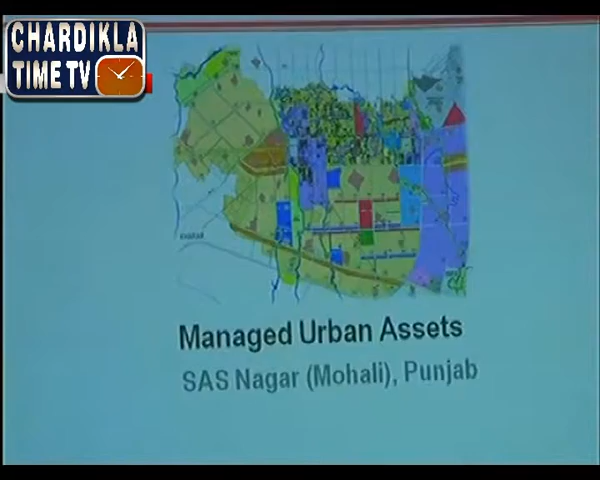 CHARDIKLA
TIME TV
Managed Urban Assets
SAS Nagar (Mohali), Punjab